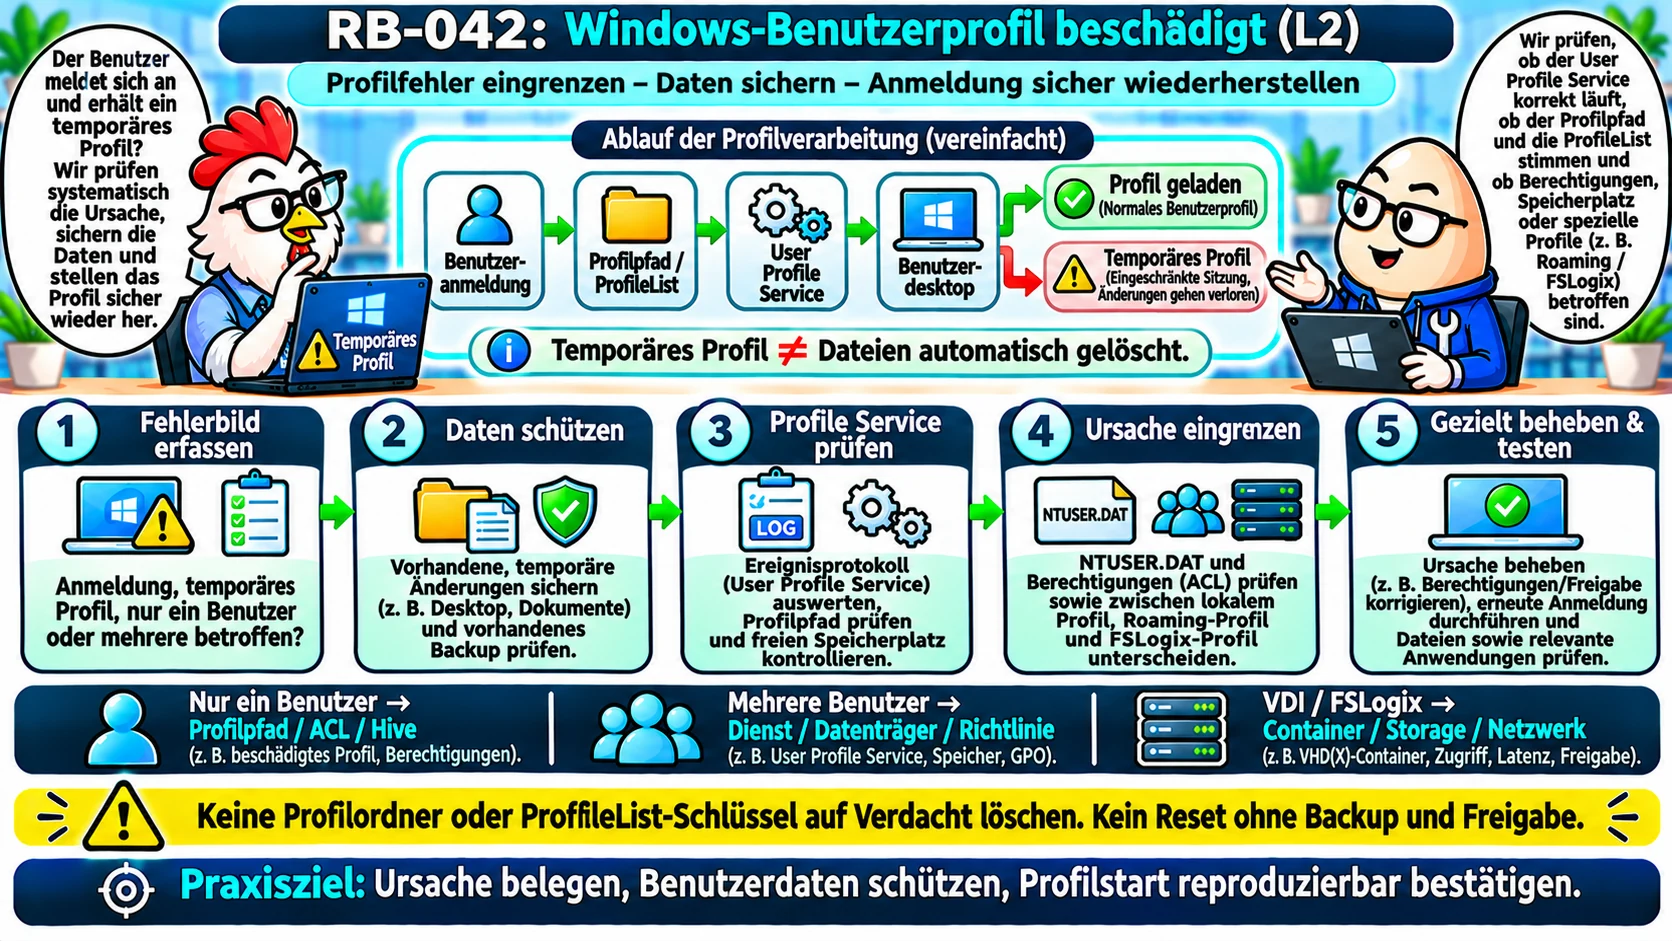 RB-042: Windows-Benutzerprofil beschädigt (L2)
Profilfehler eingrenzen – Daten sichern – Anmeldung sicher wiederherstellen
Der Benutzer
meldet sich an
und erhält ein
temporäres
Profil?
Wir prüfen
systematisch
die Ursache,
sichern die
Daten und
stellen das
Profil sicher
wieder her.
Wir prüfen,
ob der User
Profile Service
korrekt läuft,
ob der Profilpfad
und die ProfileList
stimmen und
ob Berechtigungen,
Speicherplatz
oder spezielle
Profile (z. B.
Roaming /
FSLogix)
betroffen
sind.
Ablauf der Profilverarbeitung (vereinfacht)
Benutzer-
anmeldung
Profilpfad /
ProfileList
User
Profile
Service
Benutzer-
desktop
Profil geladen
(Normales Benutzerprofil)
Temporäres Profil
(Eingeschränkte Sitzung,
Änderungen gehen verloren)
Temporäres
Profil
i Temporäres Profil ≠ Dateien automatisch gelöscht.
1 Fehlerbild
erfassen
Anmeldung, temporäres
Profil, nur ein Benutzer
oder mehrere betroffen?
2 Daten schützen
Vorhandene, temporäre
Änderungen sichern
(z. B. Desktop, Dokumente)
und vorhandenes
Backup prüfen.
3 Profile Service
prüfen
LOG
Ereignisprotokoll
(User Profile Service)
auswerten,
Profilpfad prüfen
und freien Speicherplatz
kontrollieren.
4 Ursache eingrenzen
NTUSER.DAT
NTUSER.DAT und
Berechtigungen (ACL) prüfen
sowie zwischen lokalem
Profil, Roaming-Profil
und FSLogix-Profil
unterscheiden.
5 Gezielt beheben &
testen
Ursache beheben
(z. B. Berechtigungen/Freigabe
korrigieren), erneute Anmeldung
durchführen und
Dateien sowie relevante
Anwendungen prüfen.
Nur ein Benutzer →
Profilpfad / ACL / Hive
(z. B. beschädigtes Profil, Berechtigungen).
Mehrere Benutzer →
Dienst / Datenträger / Richtlinie
(z. B. User Profile Service, Speicher, GPO).
VDI / FSLogix →
Container / Storage / Netzwerk
(z. B. VHD(X)-Container, Zugriff, Latenz, Freigabe).
Keine Profilordner oder ProffileList-Schlüssel auf Verdacht löschen. Kein Reset ohne Backup und Freigabe.
Praxisziel: Ursache belegen, Benutzerdaten schützen, Profilstart reproduzierbar bestätigen.